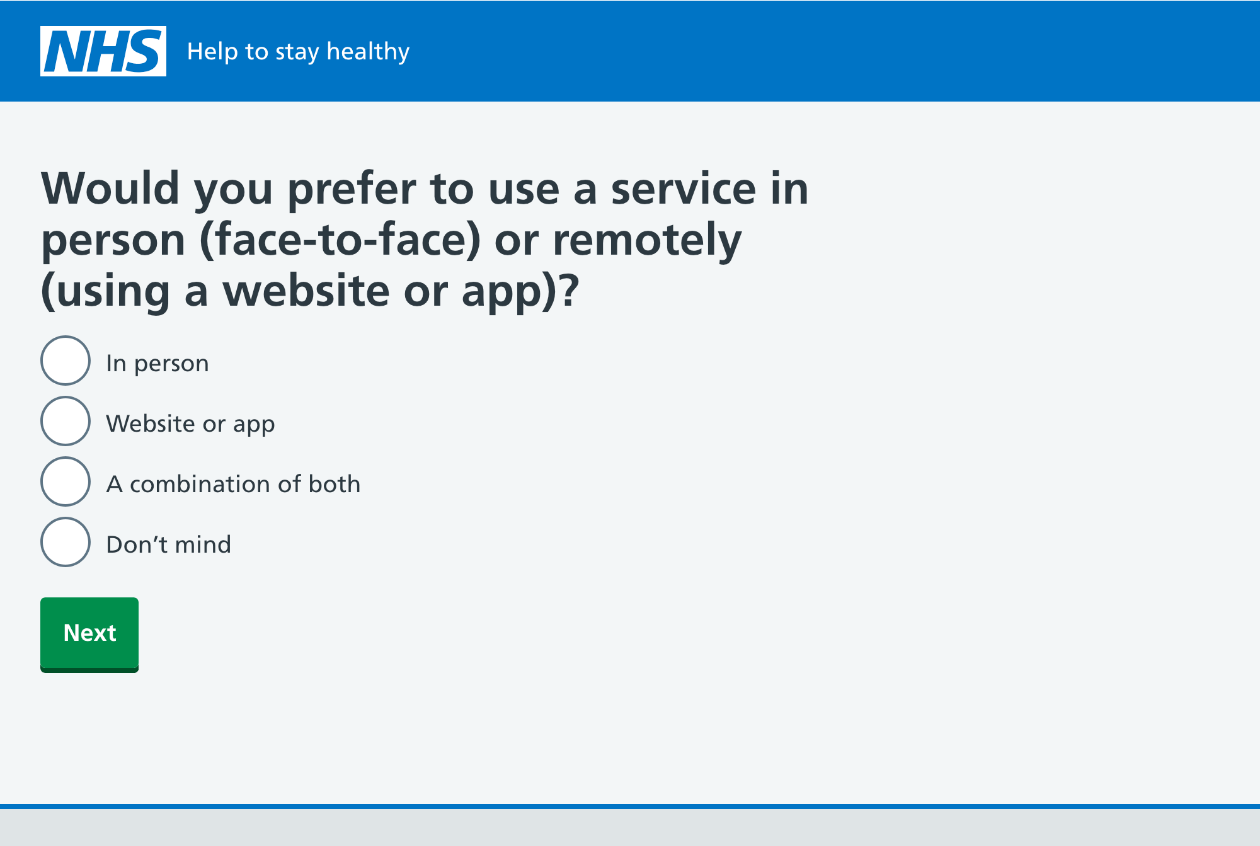 NHS Help to stay healthy
Would you prefer to use a service in
person (face-to-face) or remotely
(using a website or app)?
In person
Website or app
A combination of both
Don’t mind
Next